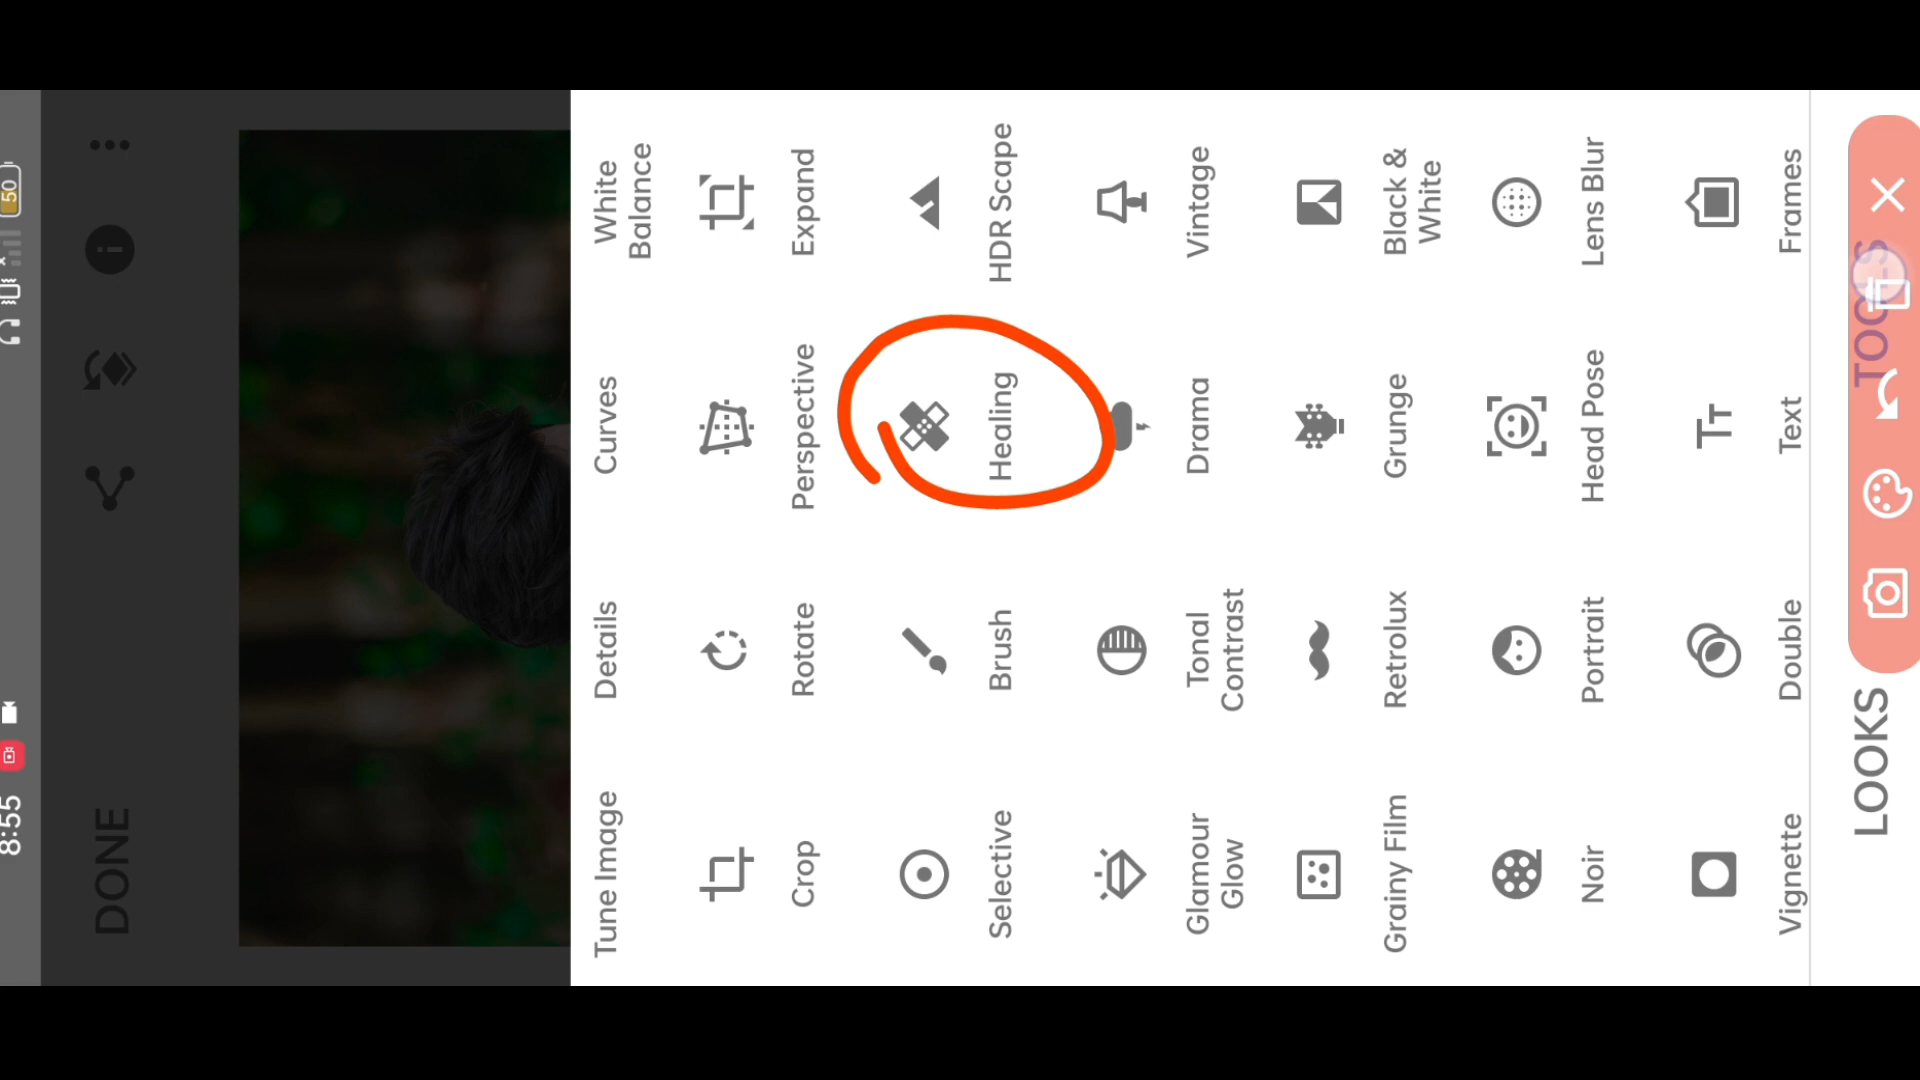 8:55
50
DONE
Tune Image
Details
Curves
White
Balance
Crop
Rotate
Perspective
Expand
Selective
Brush
Healing
HDR Scape
Glamour
Glow
Tonal
Contrast
Drama
Vintage
Grainy Film
Retrolux
Grunge
Black &
White
Noir
Portrait
Head Pose
Lens Blur
Vignette
Double
Text
Frames
LOOKS
TOOLS